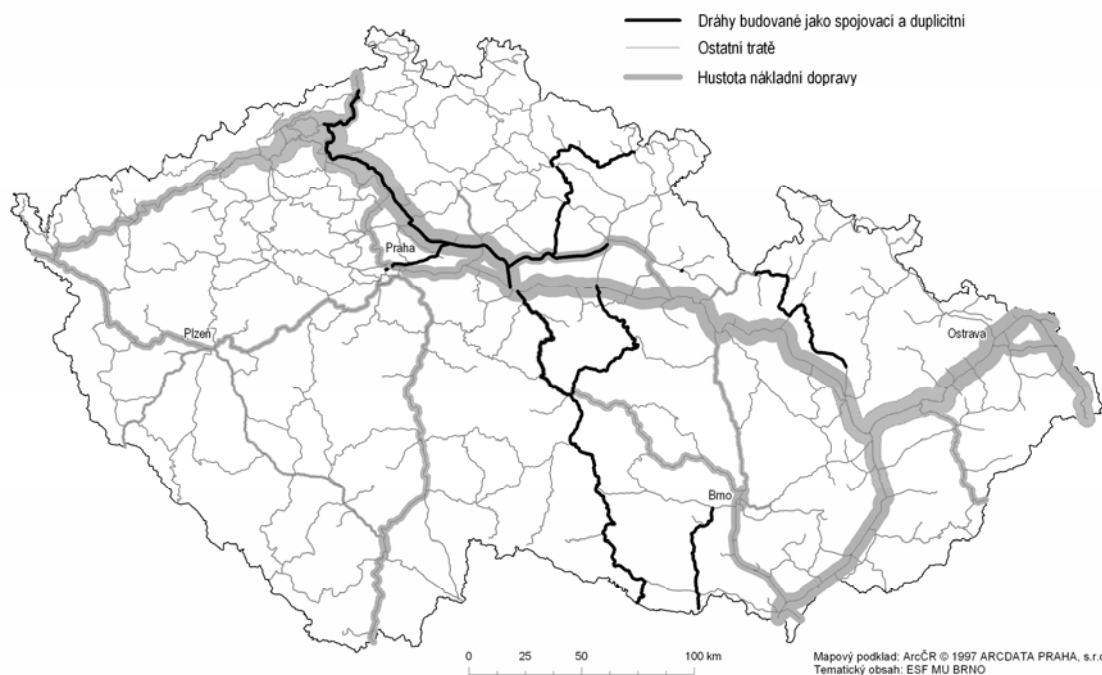 Dráhy budované jako spojovací a duplicitní
Ostatní tratě
Hustota nákladní dopravy
Praha
Plzeň
Ostrava
Brno
0 25 50 100 km
Mapový podklad: ArcČR © 1997 ARCDATA PRAHA, s.r.o
Tematický obsah: ESF MU BRNO